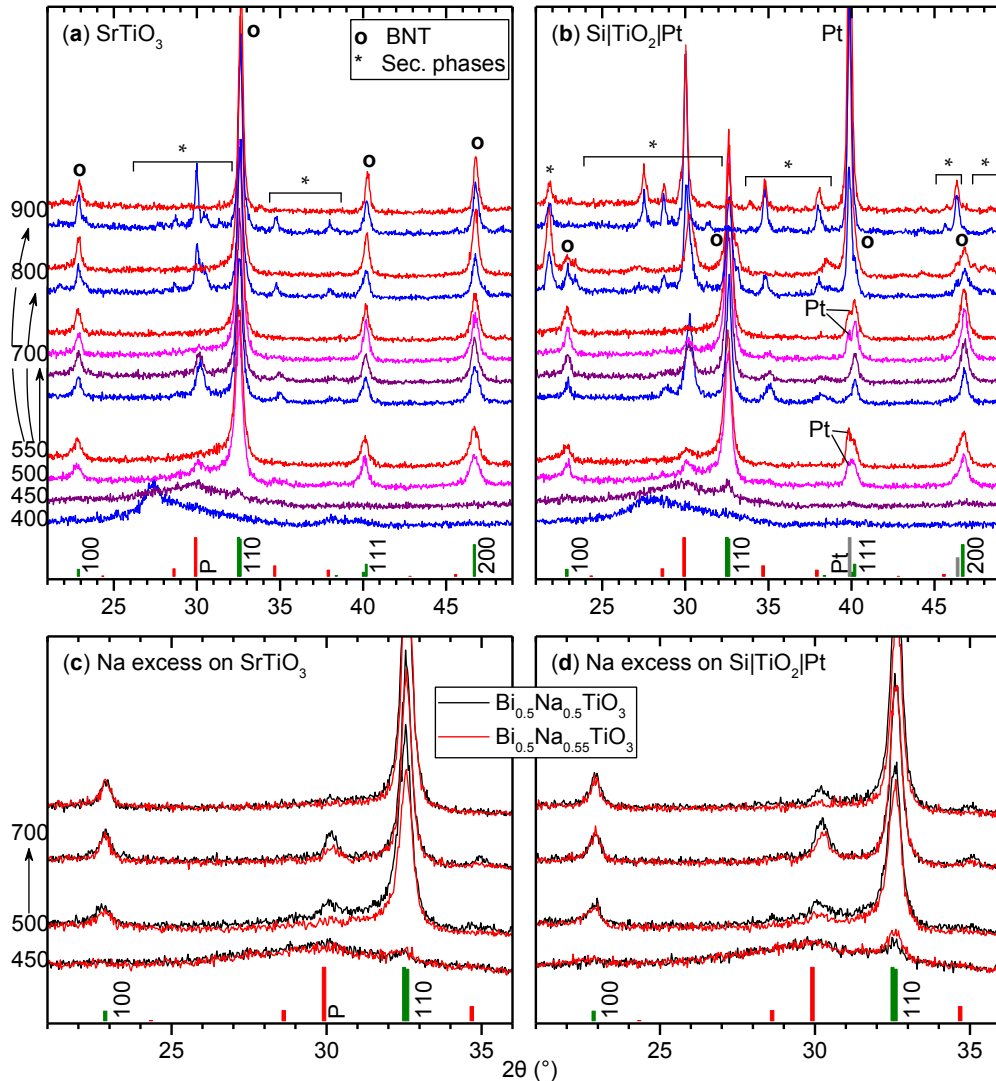 (a) SrTiO3
o BNT
* Sec. phases
o
*
o
*
o
o
900
800
700
550
500
450
400
100
P
110
111
200
25 30 35 40 45
(b) Si|TiO2|Pt
Pt
*
*
*
*
*
o
o
o
o
Pt
Pt
100
110
Pt
111
200
25 30 35 40 45
(c) Na excess on SrTiO3
Bi0.5Na0.5TiO3
Bi0.5Na0.55TiO3
700
500
450
100
P
110
25 30 35
(d) Na excess on Si|TiO2|Pt
100
110
25 30 35
2θ (°)